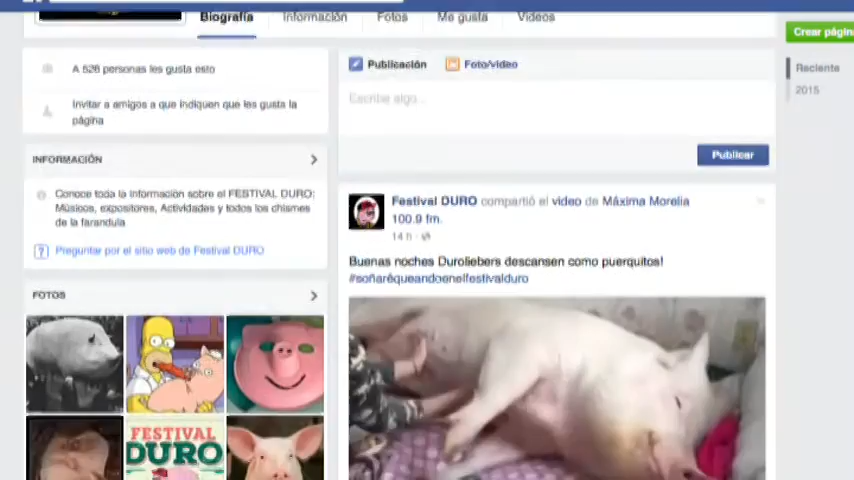 Biografía
Información
Fotos
Me gusta
Videos
Crear página
A 526 personas les gusta esto
Invitar a amigos a que indiquen que les gusta la
página
INFORMACIÓN
Conoce toda la información sobre el FESTIVAL DURO:
Músicos, expositores, Actividades y todos los chismes
de la farandula
Preguntar por el sitio web de Festival DURO
FOTOS
FESTIVAL
DURO
Publicación
Foto/video
Escribe algo...
Publicar
Festival DURO compartió el video de Máxima Morelia
100.9 fm.
14 h
Buenas noches Duroliebers descansen como puerquitos!
#soñaréqueandoenelfestivalduro
Reciente
2015